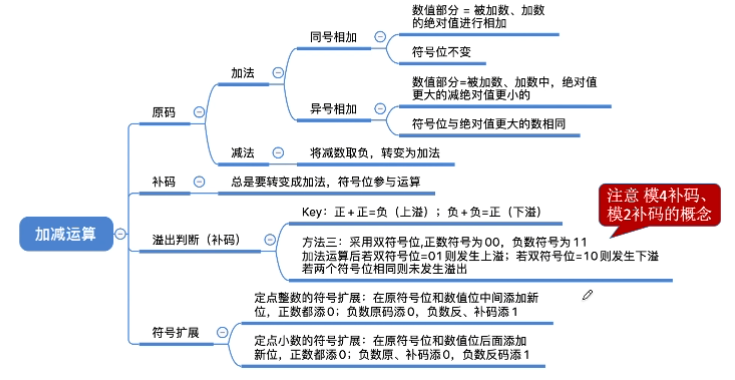 加减运算
原码
加法
同号相加
数值部分 = 被加数、加数
的绝对值进行相加
符号位不变
异号相加
数值部分=被加数、加数中，绝对值
更大的减绝对值更小的
符号位与绝对值更大的数相同
减法
将减数取负，转变为加法
补码
总是要转变成加法，符号位参与运算
溢出判断（补码）
Key：正＋正=负（上溢）；负＋负=正（下溢）
方法三：采用双符号位,正数符号为00，负数符号为11
加法运算后若双符号位=01则发生上溢；若双符号位=10则发生下溢
若两个符号位相同则未发生溢出
注意 模4补码、
模2补码的概念
符号扩展
定点整数的符号扩展：在原符号位和数值位中间添加新
位，正数都添0；负数原码添0，负数反、补码添1
定点小数的符号扩展：在原符号位和数值位后面添加
新位，正数都添0；负数原、补码添0，负数反码添1